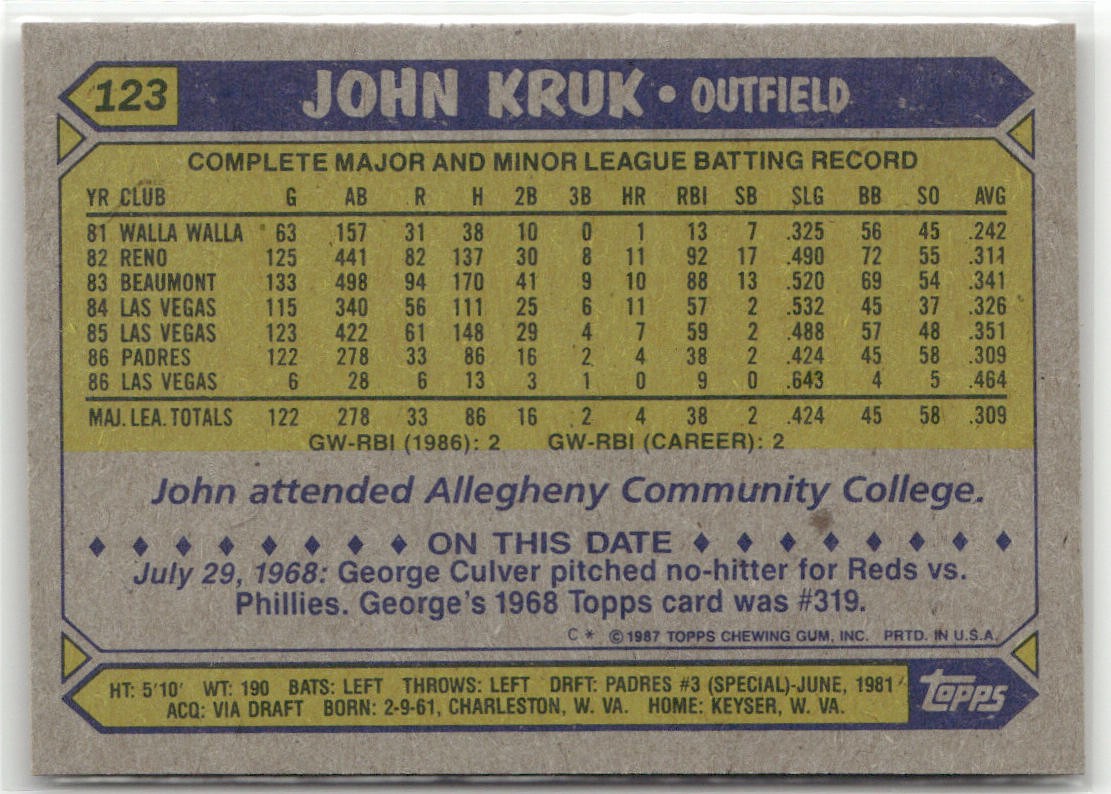 123 JOHN KRUK • OUTFIELD
COMPLETE MAJOR AND MINOR LEAGUE BATTING RECORD
YR CLUB G AB R H 2B 3B HR RBI SB SLG BB SO AVG
81 WALLA WALLA 63 157 31 38 10 0 1 13 7 .325 56 45 .242
82 RENO 125 441 82 137 30 8 11 92 17 .490 72 55 .311
83 BEAUMONT 133 498 94 170 41 9 10 88 13 .520 69 54 .341
84 LAS VEGAS 115 340 56 111 25 6 11 57 2 .532 45 37 .326
85 LAS VEGAS 123 422 61 148 29 4 7 59 2 .488 57 48 .351
86 PADRES 122 278 33 86 16 2 4 38 2 .424 45 58 .309
86 LAS VEGAS 6 28 6 13 3 1 0 9 0 .643 4 5 .464
MAJ. LEA. TOTALS 122 278 33 86 16 2 4 38 2 .424 45 58 .309
GW-RBI (1986): 2 GW-RBI (CAREER): 2
John attended Allegheny Community College.
ON THIS DATE
July 29, 1968: George Culver pitched no-hitter for Reds vs.
Phillies. George's 1968 Topps card was #319.
C * ©1987 TOPPS CHEWING GUM, INC. PRTD. IN U.S.A.
HT: 5'10' WT: 190 BATS: LEFT THROWS: LEFT DRFT: PADRES #3 (SPECIAL)-JUNE, 1981
ACQ: VIA DRAFT BORN: 2-9-61, CHARLESTON, W. VA. HOME: KEYSER, W. VA.
topps